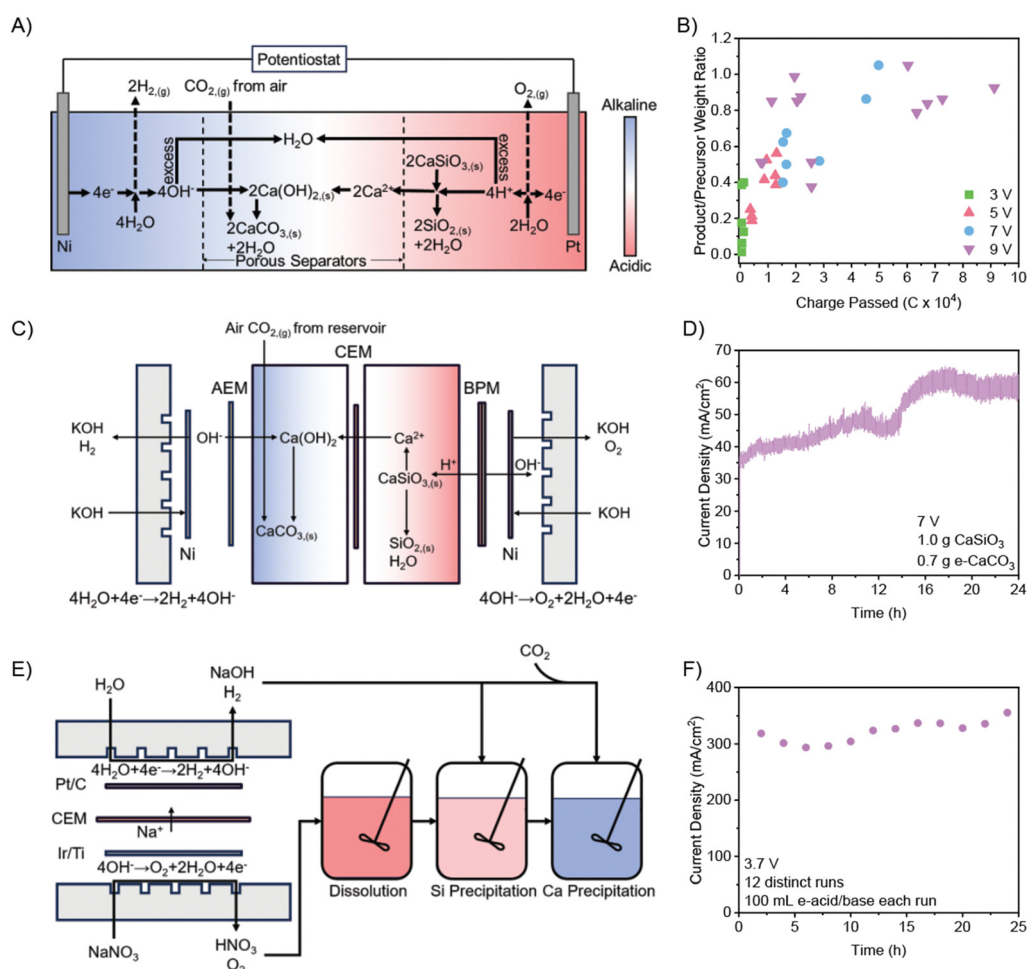 A)
Potentiostat
2H2,(g)
CO2,(g) from air
O2,(g)
Alkaline
excess
H2O
excess
2CaSiO3,(s)
4e-
4OH-
2Ca(OH)2,(s)
2Ca2+
4H+
4e-
4H2O
2CaCO3,(s)
+2H2O
2SiO2,(s)
+2H2O
2H2O
Ni
Porous Separators
Pt
Acidic
B)
Product/Precursor Weight Ratio
1.2
1.0
0.8
0.6
0.4
0.2
0.0
3 V
5 V
7 V
9 V
0 1 2 3 4 5 6 7 8 9 10
Charge Passed (C x 10⁴)
C)
Air CO2,(g) from reservoir
CEM
AEM
BPM
KOH
H2
OH-
Ca(OH)2
Ca2+
H+
OH-
KOH
O2
CaSiO3,(s)
KOH
CaCO3,(s)
SiO2,(s)
H2O
KOH
Ni
Ni
4H2O+4e-→2H2+4OH-
4OH-→O2+2H2O+4e-
D)
Current Density (mA/cm²)
70
60
50
40
30
20
10
0
7 V
1.0 g CaSiO3
0.7 g e-CaCO3
0 4 8 12 16 20 24
Time (h)
E)
H2O
NaOH
H2
CO2
4H2O+4e-→2H2+4OH-
Pt/C
CEM
Na+
Ir/Ti
4OH-→O2+2H2O+4e-
NaNO3
HNO3
O2
Dissolution
Si Precipitation
Ca Precipitation
F)
Current Density (mA/cm²)
400
300
200
100
0
3.7 V
12 distinct runs
100 mL e-acid/base each run
0 5 10 15 20 25
Time (h)